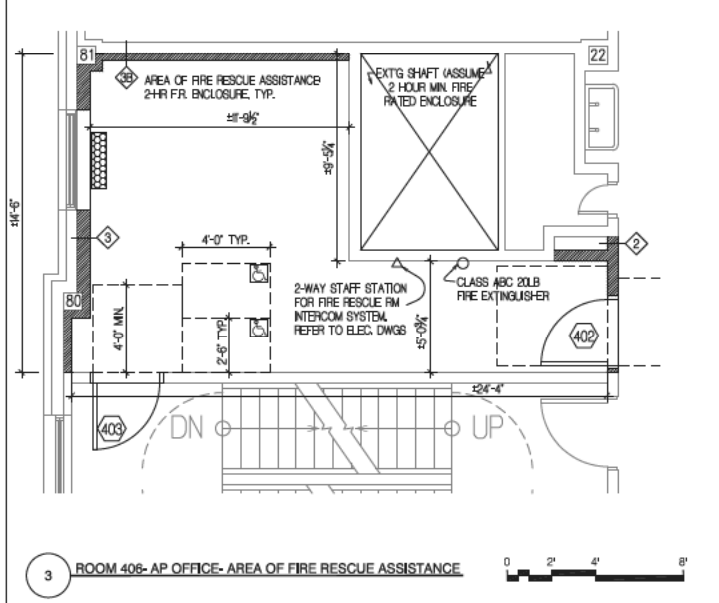 81
22
3B
AREA OF FIRE RESCUE ASSISTANCE
2-HR F.R. ENCLOSURE, TYP.
EXT'G SHAFT (ASSUME
2 HOUR MIN. FIRE
RATED ENCLOSURE
±11'-9½"
±9'-5¾"
±14'-6"
3
2
4'-0" TYP.
2-WAY STAFF STATION
FOR FIRE RESCUE RM
INTERCOM SYSTEM,
REFER TO ELEC. DWGS
CLASS ABC 20LB
FIRE EXTINGUISHER
80
4'-0" MIN.
2'-6" TYP.
±5'-0¾"
402
±24'-4"
403
DN
UP
3
ROOM 406- AP OFFICE- AREA OF FIRE RESCUE ASSISTANCE
0 2' 4' 8'